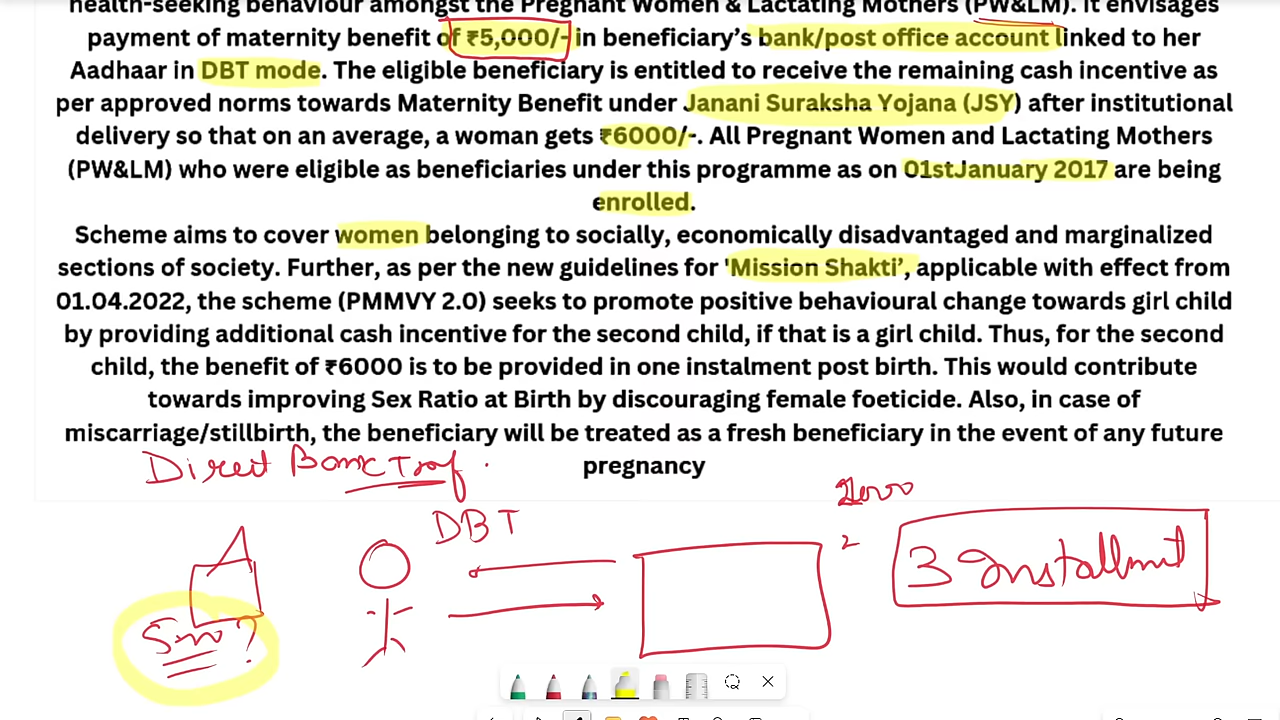 health-seeking behaviour amongst the Pregnant Women & Lactating Mothers (PW&LM). It envisages
payment of maternity benefit of ₹5,000/- in beneficiary's bank/post office account linked to her
Aadhaar in DBT mode. The eligible beneficiary is entitled to receive the remaining cash incentive as
per approved norms towards Maternity Benefit under Janani Suraksha Yojana (JSY) after institutional
delivery so that on an average, a woman gets ₹6000/-. All Pregnant Women and Lactating Mothers
(PW&LM) who were eligible as beneficiaries under this programme as on 01stJanuary 2017 are being
enrolled.
Scheme aims to cover women belonging to socially, economically disadvantaged and marginalized
sections of society. Further, as per the new guidelines for 'Mission Shakti’, applicable with effect from
01.04.2022, the scheme (PMMVY 2.0) seeks to promote positive behavioural change towards girl child
by providing additional cash incentive for the second child, if that is a girl child. Thus, for the second
child, the benefit of ₹6000 is to be provided in one instalment post birth. This would contribute
towards improving Sex Ratio at Birth by discouraging female foeticide. Also, in case of
miscarriage/stillbirth, the beneficiary will be treated as a fresh beneficiary in the event of any future
pregnancy
Direct Bank
DBT
2
3 Installment